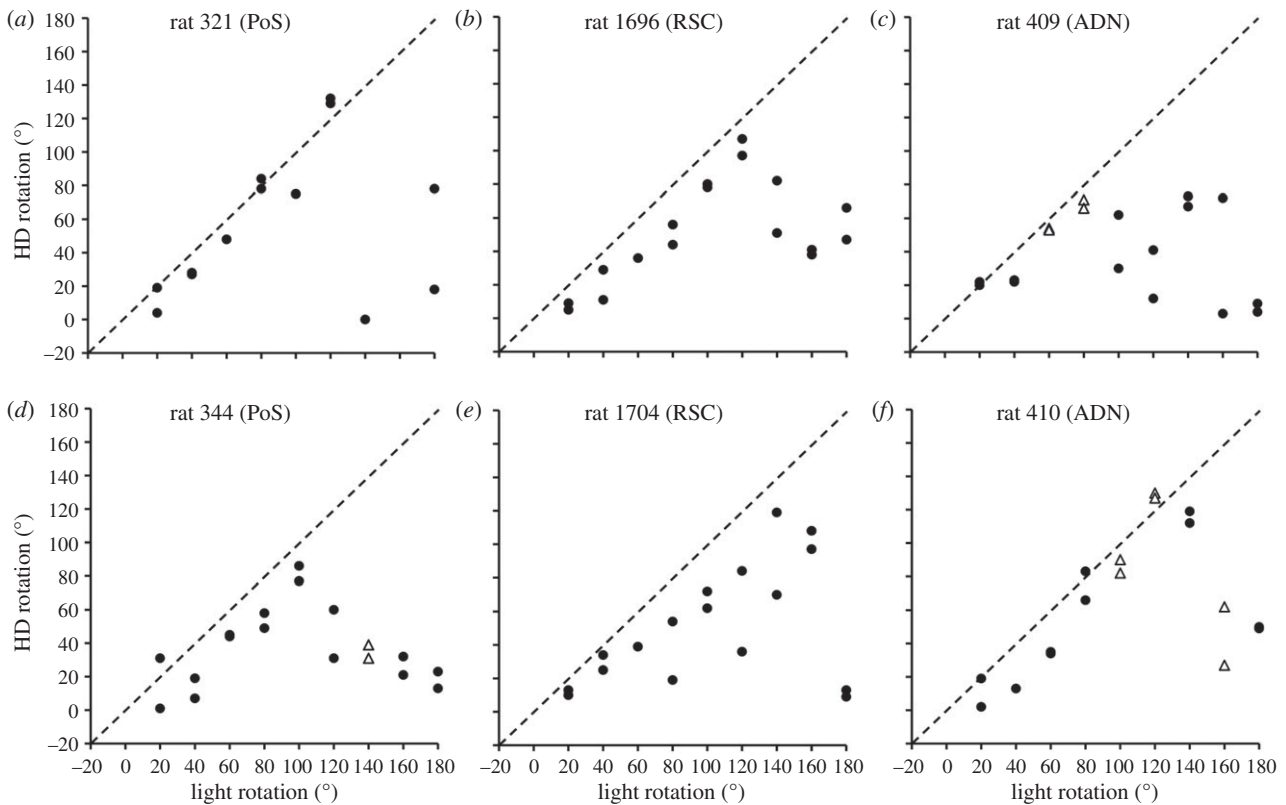 (a) rat 321 (PoS)
(b) rat 1696 (RSC)
(c) rat 409 (ADN)
180
160
140
120
100
80
60
40
20
0
–20
HD rotation (°)
(d) rat 344 (PoS)
(e) rat 1704 (RSC)
(f) rat 410 (ADN)
180
160
140
120
100
80
60
40
20
0
–20
HD rotation (°)
–20 0 20 40 60 80 100 120 140 160 180
–20 0 20 40 60 80 100 120 140 160 180
–20 0 20 40 60 80 100 120 140 160 180
light rotation (°)
light rotation (°)
light rotation (°)